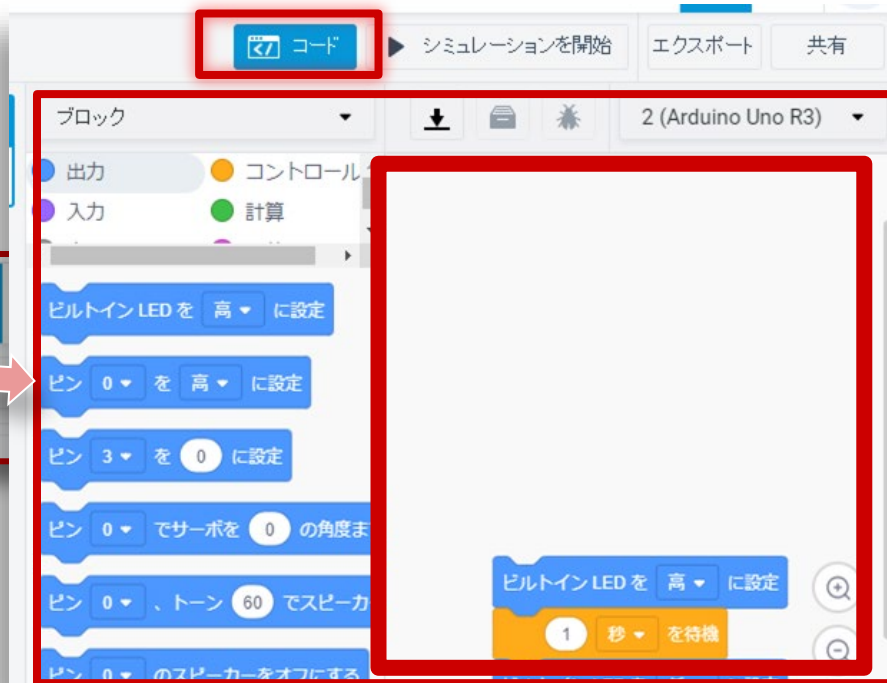 コード
シミュレーションを開始
エクスポート
共有
ブロック
2 (Arduino Uno R3)
出力
コントロール
入力
計算
ビルトイン LED を 高 に設定
ピン 0 を 高 に設定
ピン 3 を 0 に設定
ピン 0 でサーボを 0 の角度ま
ピン 0 、トーン 60 でスピーカ
ピン 0 のスピーカーをオフにする
ビルトイン LED を 高 に設定
1 秒 を待機